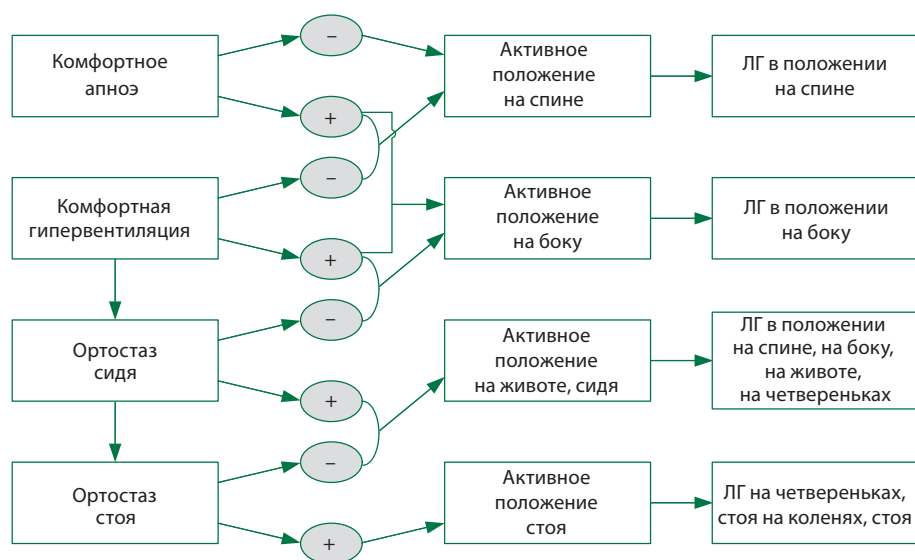 Комфортное
апноэ
–
+
Активное
положение
на спине
ЛГ в положении
на спине
Комфортная
гипервентиляция
–
+
Активное
положение
на боку
ЛГ в положении
на боку
Ортостаз
сидя
–
+
Активное
положение
на животе, сидя
ЛГ в положении
на спине, на боку,
на животе,
на четвереньках
Ортостаз
стоя
–
+
Активное
положение
стоя
ЛГ на четвереньках,
стоя на коленях, стоя